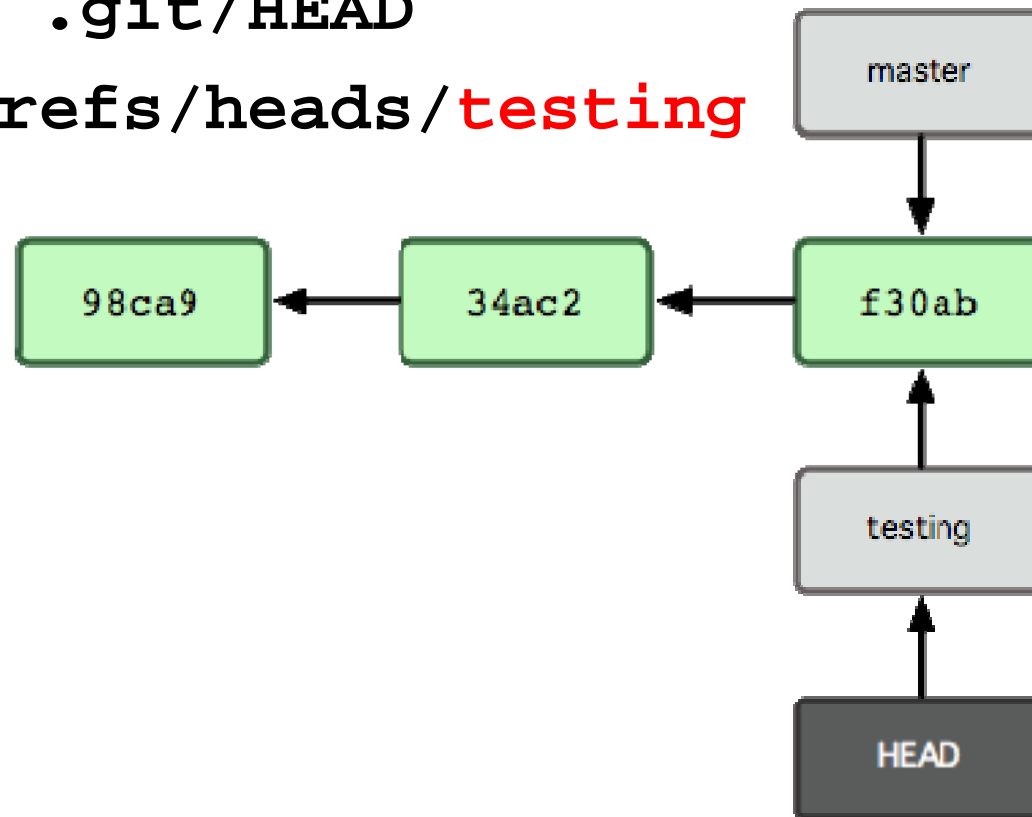 .git/HEAD
refs/heads/testing
master
98ca9
34ac2
f30ab
testing
HEAD